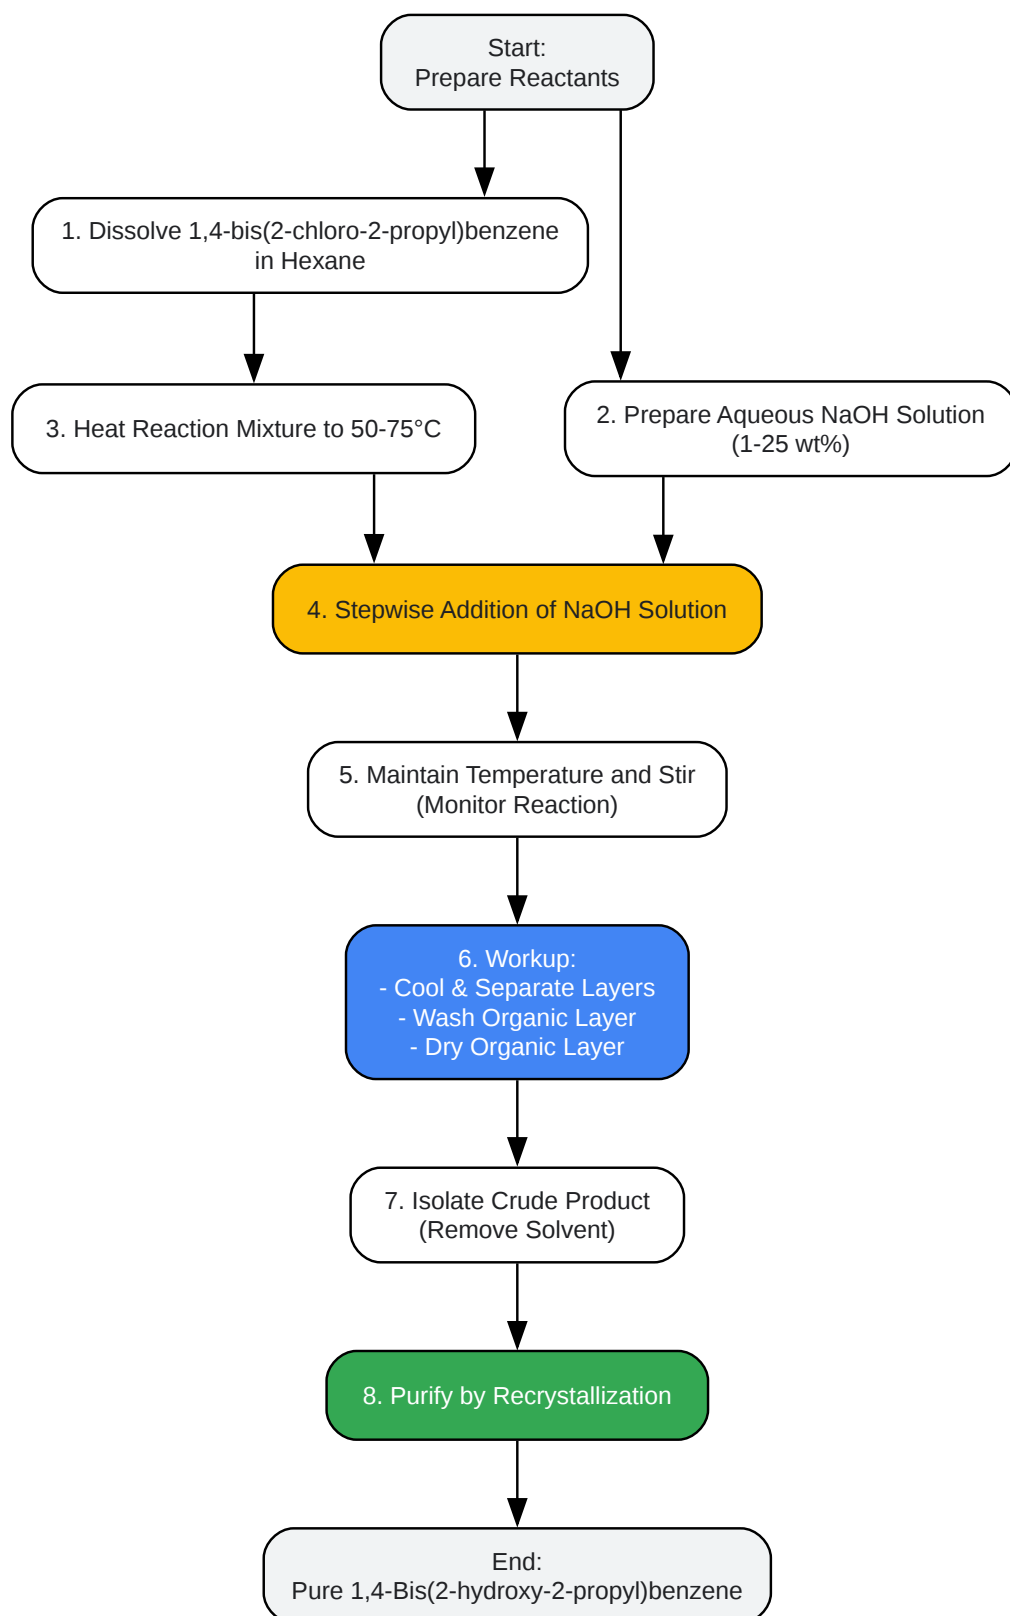 Start:
Prepare Reactants
1. Dissolve 1,4-bis(2-chloro-2-propyl)benzene
in Hexane
3. Heat Reaction Mixture to 50-75°C
2. Prepare Aqueous NaOH Solution
(1-25 wt%)
4. Stepwise Addition of NaOH Solution
5. Maintain Temperature and Stir
(Monitor Reaction)
6. Workup:
- Cool & Separate Layers
- Wash Organic Layer
- Dry Organic Layer
7. Isolate Crude Product
(Remove Solvent)
8. Purify by Recrystallization
End:
Pure 1,4-Bis(2-hydroxy-2-propyl)benzene